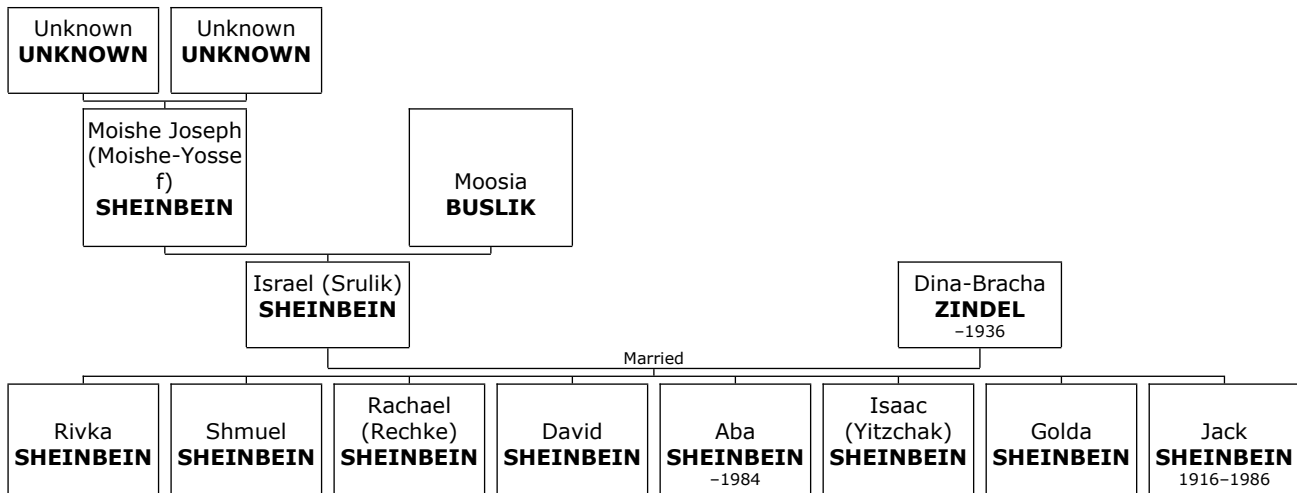 Unknown
UNKNOWN
Unknown
UNKNOWN
Moishe Joseph
(Moishe-Yosse
f)
SHEINBEIN
Moosia
BUSLIK
Israel (Srulik)
SHEINBEIN
Dina-Bracha
ZINDEL
–1936
Married
Rivka
SHEINBEIN
Shmuel
SHEINBEIN
Rachael
(Rechke)
SHEINBEIN
David
SHEINBEIN
Aba
SHEINBEIN
–1984
Isaac
(Yitzchak)
SHEINBEIN
Golda
SHEINBEIN
Jack
SHEINBEIN
1916–1986